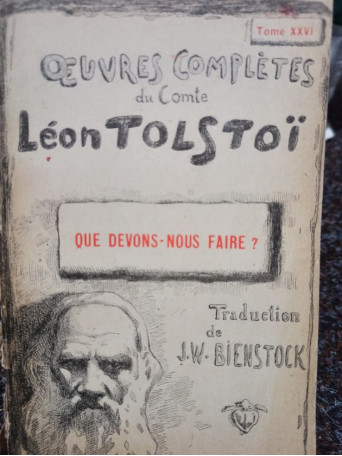 Tome XXVI
ŒUVRES COMPLÈTES
du Comte
Léon TOLSTOÏ
QUE DEVONS-NOUS FAIRE ?
Traduction
de
J.W. BIENSTOCK